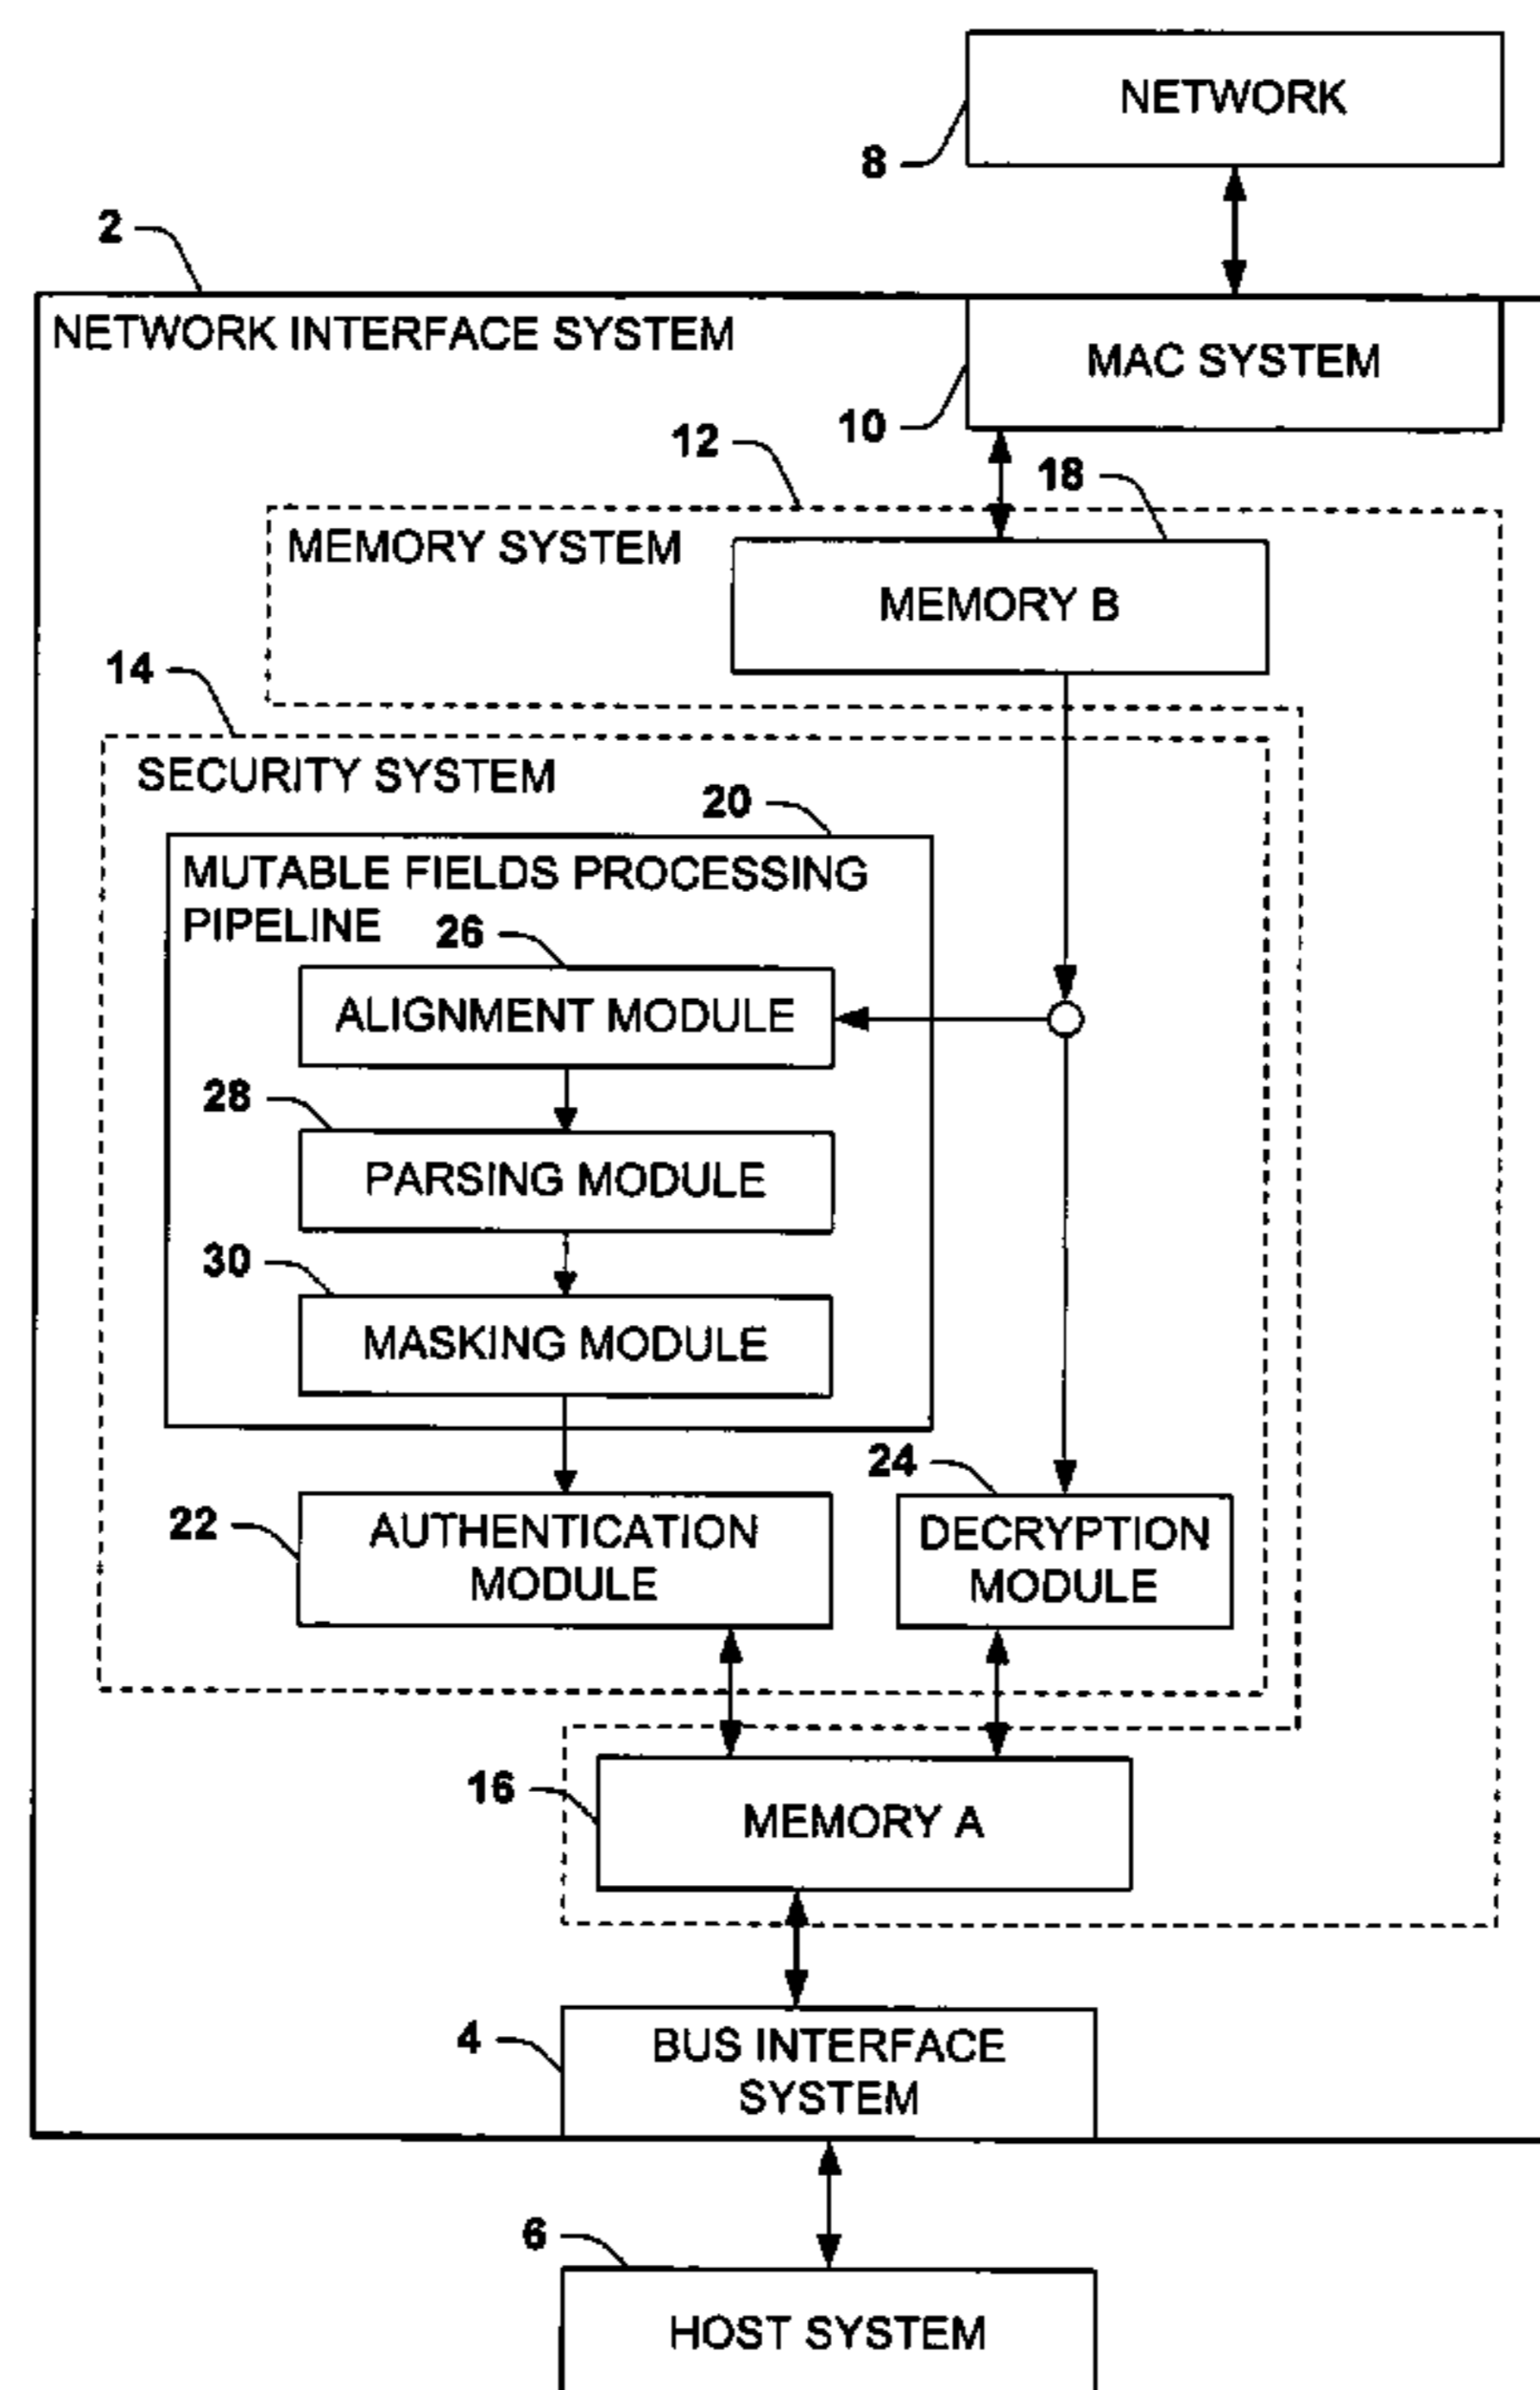 NETWORK
8
2
NETWORK INTERFACE SYSTEM
MAC SYSTEM
10
12
18
MEMORY SYSTEM
MEMORY B
14
SECURITY SYSTEM
20
MUTABLE FIELDS PROCESSING
PIPELINE
26
ALIGNMENT MODULE
28
PARSING MODULE
30
MASKING MODULE
24
22
AUTHENTICATION
MODULE
DECRYPTION
MODULE
16
MEMORY A
4
BUS INTERFACE
SYSTEM
6
HOST SYSTEM